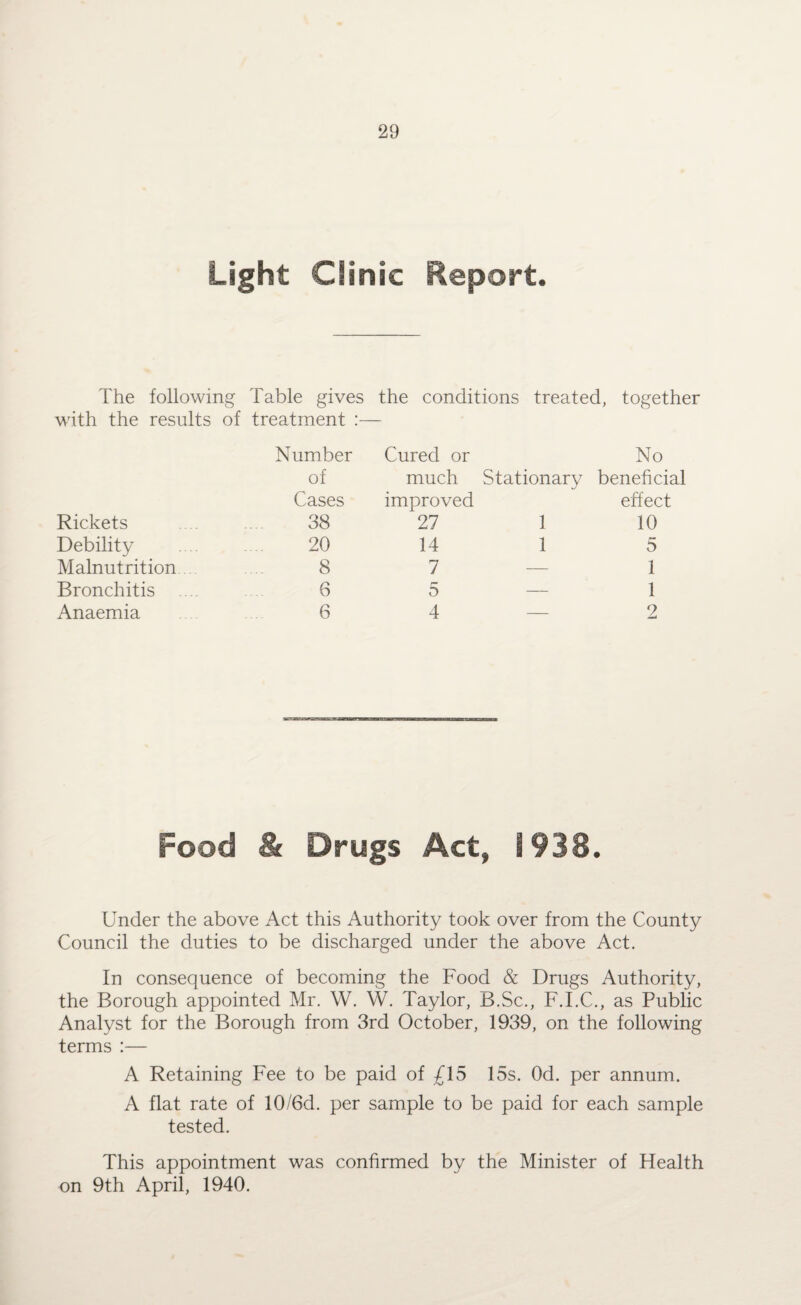 29
Light Clinic Report.
The following Table gives the conditions treated, together
with the results of treatment :—
Number Cured or No
of much Stationary beneficial
Cases improved effect
Rickets .... .... 38 27 1 10
Debility .... .... 20 14 1 5
Malnutrition.... .... 8 7 — 1
Bronchitis .... .... 6 5 — 1
Anaemia .... .... 6 4 — 2
Food & Drugs Act, 1938.
Under the above Act this Authority took over from the County
Council the duties to be discharged under the above Act.
In consequence of becoming the Food & Drugs Authority,
the Borough appointed Mr. W. W. Taylor, B.Sc., F.I.C., as Public
Analyst for the Borough from 3rd October, 1939, on the following
terms :—
A Retaining Fee to be paid of £15 15s. 0d. per annum.
A flat rate of 10/6d. per sample to be paid for each sample
tested.
This appointment was confirmed by the Minister of Health
on 9th April, 1940.